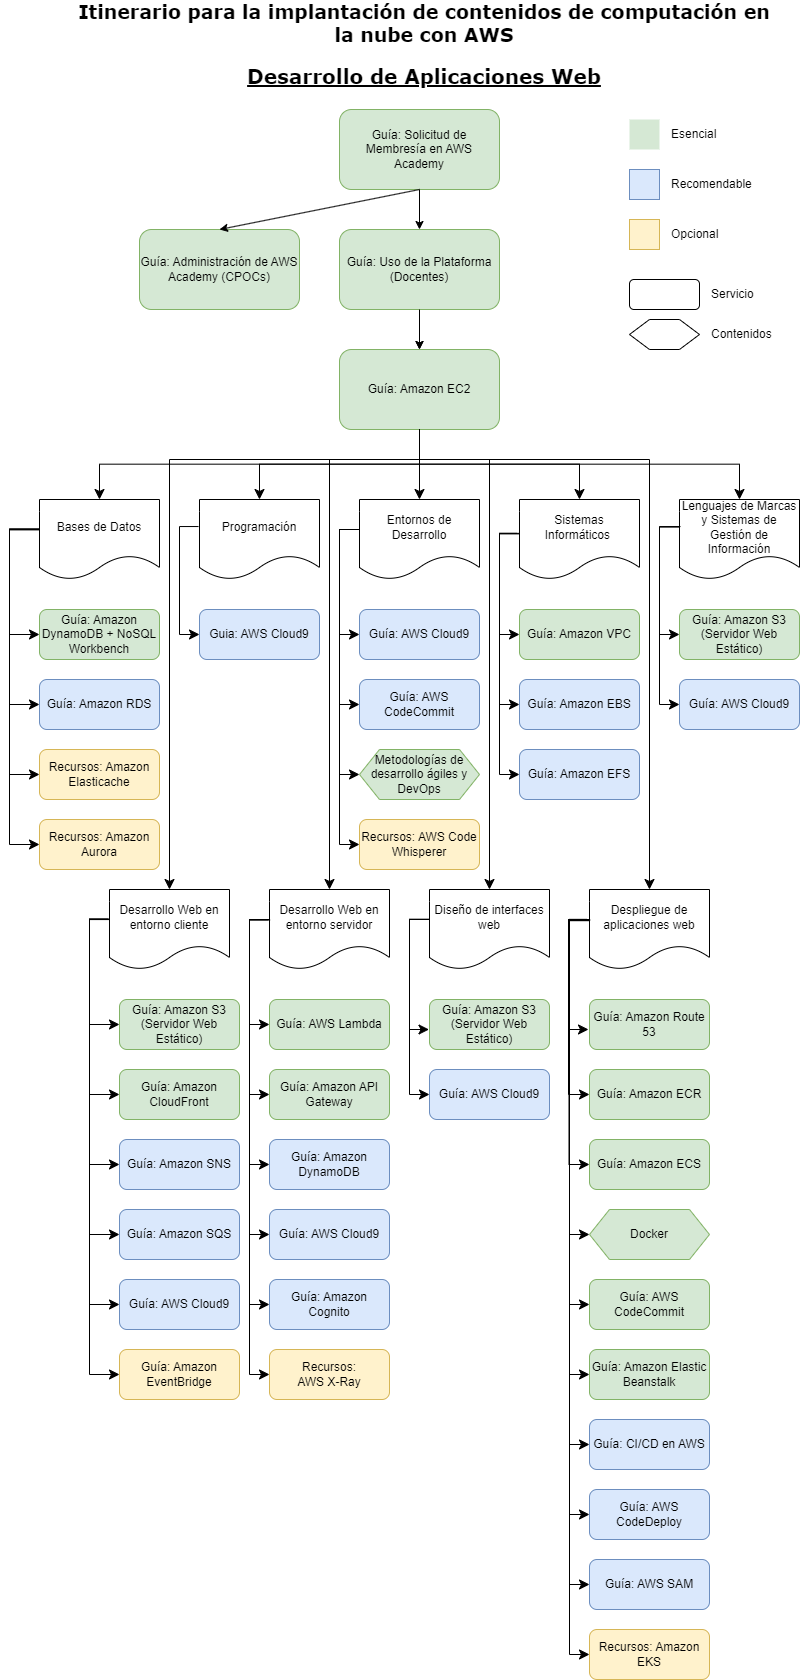 Itinerario para la implantación de contenidos de computación en
la nube con AWS
Desarrollo de Aplicaciones Web
Guía: Solicitud de
Membresía en AWS
Academy
Esencial
Recomendable
Opcional
Servicio
Contenidos
Guía: Administración de AWS
Academy (CPOCs)
Guía: Uso de la Plataforma
(Docentes)
Guía: Amazon EC2
Bases de Datos
Programación
Entornos de
Desarrollo
Sistemas
Informáticos
Lenguajes de Marcas
y Sistemas de
Gestión de
Información
Guía: Amazon
DynamoDB + NoSQL
Workbench
Guía: Amazon RDS
Recursos: Amazon
Elasticache
Recursos: Amazon
Aurora
Guia: AWS Cloud9
Guía: AWS Cloud9
Guía: AWS
CodeCommit
Metodologías de
desarrollo ágiles y
DevOps
Recursos: AWS Code
Whisperer
Guía: Amazon VPC
Guía: Amazon EBS
Guía: Amazon EFS
Guía: Amazon S3
(Servidor Web
Estático)
Guía: AWS Cloud9
Desarrollo Web en
entorno cliente
Desarrollo Web en
entorno servidor
Diseño de interfaces
web
Despliegue de
aplicaciones web
Guía: Amazon S3
(Servidor Web
Estático)
Guía: Amazon
CloudFront
Guía: Amazon SNS
Guía: Amazon SQS
Guía: AWS Cloud9
Guía: Amazon
EventBridge
Guía: AWS Lambda
Guía: Amazon API
Gateway
Guía: Amazon
DynamoDB
Guía: AWS Cloud9
Guía: Amazon
Cognito
Recursos:
AWS X-Ray
Guía: Amazon S3
(Servidor Web
Estático)
Guía: AWS Cloud9
Guía: Amazon Route
53
Guía: Amazon ECR
Guía: Amazon ECS
Docker
Guía: AWS
CodeCommit
Guía: Amazon Elastic
Beanstalk
Guía: CI/CD en AWS
Guía: AWS
CodeDeploy
Guía: AWS SAM
Recursos: Amazon
EKS